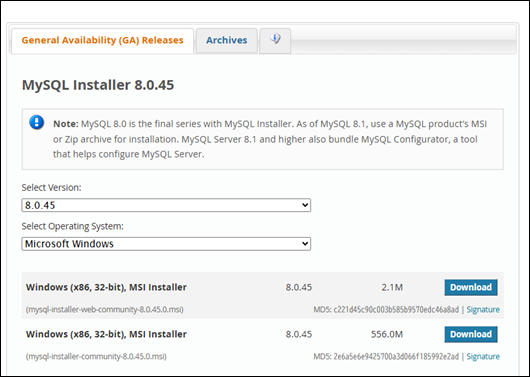 General Availability (GA) Releases Archives
MySQL Installer 8.0.45
Note: MySQL 8.0 is the final series with MySQL Installer. As of MySQL 8.1, use a MySQL product's MSI
or Zip archive for installation. MySQL Server 8.1 and higher also bundle MySQL Configurator, a tool
that helps configure MySQL Server.
Select Version:
8.0.45
Select Operating System:
Microsoft Windows
Windows (x86, 32-bit), MSI Installer 8.0.45 2.1M Download
(mysql-installer-web-community-8.0.45.0.msi) MD5: c221d45c90c003b585b9570edc46a8ad | Signature
Windows (x86, 32-bit), MSI Installer 8.0.45 556.0M Download
(mysql-installer-community-8.0.45.0.msi) MD5: 2e6a5e6e9425700a3d066f185992e2ad | Signature